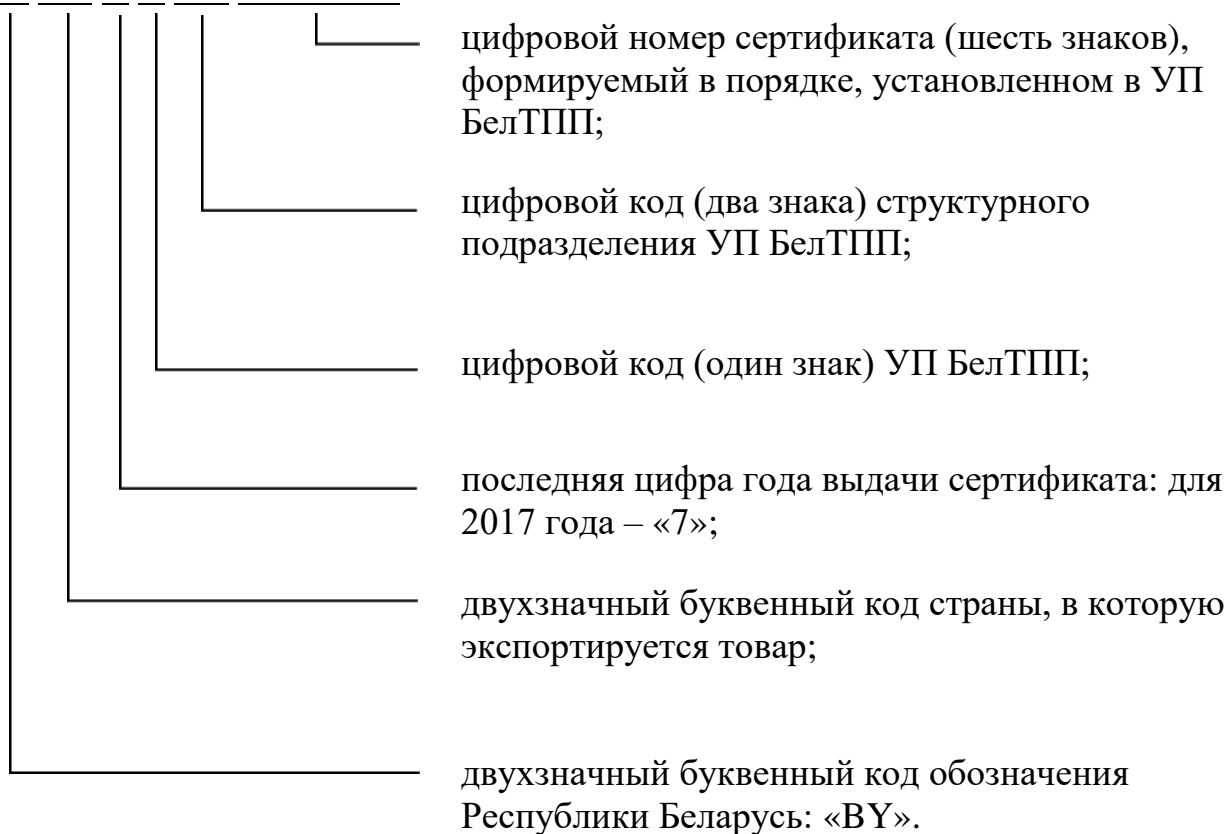 цифровой номер сертификата (шесть знаков),
формируемый в порядке, установленном в УП
БелТПП;
цифровой код (два знака) структурного
подразделения УП БелТПП;
цифровой код (один знак) УП БелТПП;
последняя цифра года выдачи сертификата: для
2017 года – «7»;
двухзначный буквенный код страны, в которую
экспортируется товар;
двухзначный буквенный код обозначения
Республики Беларусь: «BY».